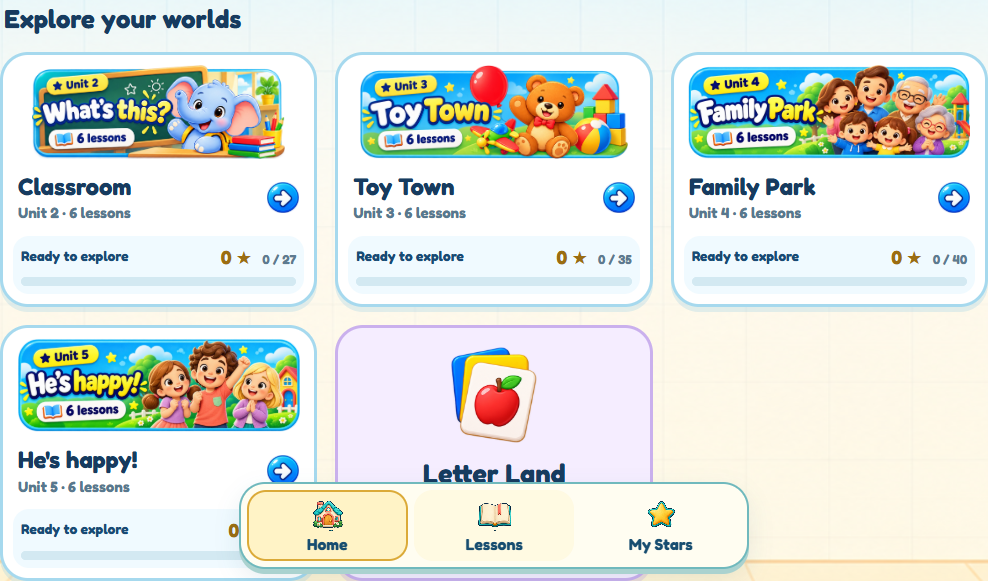 Explore your worlds
★ Unit 2
What's this?
6 lessons
Classroom
Unit 2 · 6 lessons
Ready to explore
0 ★ 0 / 27
★ Unit 3
Toy Town
6 lessons
Toy Town
Unit 3 · 6 lessons
Ready to explore
0 ★ 0 / 35
★ Unit 4
Family Park
6 lessons
Family Park
Unit 4 · 6 lessons
Ready to explore
0 ★ 0 / 40
★ Unit 5
He's happy!
6 lessons
He's happy!
Unit 5 · 6 lessons
Ready to explore
0
Letter Land
Home
Lessons
My Stars